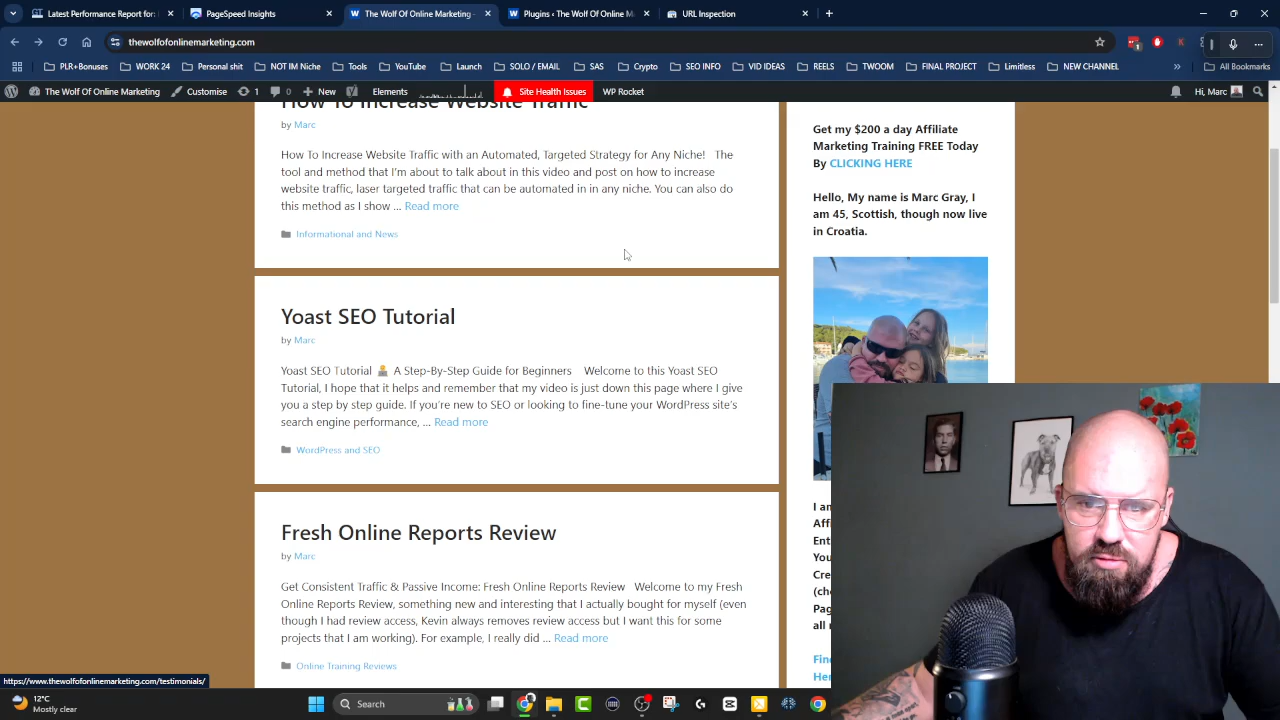 Latest Performance Report for
PageSpeed Insights
The Wolf Of Online Marketing -
Plugins ‹ The Wolf Of Online M
URL Inspection
thewolfofonlinemarketing.com
PLR+Bonuses
WORK 24
Personal shit
NOT IM Niche
Tools
YouTube
Launch
SOLO / EMAIL
SAS
Crypto
SEO INFO
VID IDEAS
REELS
TWOOM
FINAL PROJECT
LinkedIn
NEW CHANNEL
All Bookmarks
The Wolf Of Online Marketing
Customise
1
0
New
Elements
Site Health Issues
WP Rocket
Hi, Marc
How To Increase Website Traffic
by Marc
How To Increase Website Traffic with an Automated, Targeted Strategy for Any Niche! The
tool and method that I'm about to talk about in this video and post on how to increase
website traffic, laser targeted traffic that can be automated in in any niche. You can also do
this method as I show ... Read more
Informational and News
Yoast SEO Tutorial
by Marc
Yoast SEO Tutorial 🧑‍💻 A Step-By-Step Guide for Beginners Welcome to this Yoast SEO
Tutorial, I hope that it helps and remember that my video is just down this page where I give
you a step by step guide. If you're new to SEO or looking to fine-tune your WordPress site's
search engine performance, ... Read more
WordPress and SEO
Fresh Online Reports Review
by Marc
Get Consistent Traffic & Passive Income: Fresh Online Reports Review Welcome to my Fresh
Online Reports Review, something new and interesting that I actually bought for myself (even
though I had review access, Kevin always removes review access but I want this for some
projects that I am working). For example, I really did ... Read more
Online Training Reviews
Get my $200 a day Affiliate
Marketing Training FREE Today
By CLICKING HERE
Hello, My name is Marc Gray, I
am 45, Scottish, though now live
in Croatia.
I am
Affi
Ent
You
Cre
(che
Pag
all
Fin
Her
https://www.thewolfofonlinemarketing.com/testimonials/
12°C
Mostly clear
Search